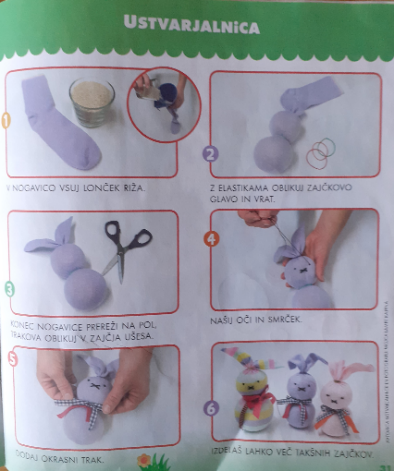 USTVARJALNICA
1
V NOGAVICO VSUJ LONČEK RIŽA.
2
Z ELASTIKAMA OBLIKUJ ZAJČKOVO
GLAVO IN VRAT.
3
KONEC NOGAVICE PREREŽI NA POL,
TRAKOVA OBLIKUJ V ZAJČJA UŠESA.
4
NAŠIJ OČI IN SMRČEK.
5
DODAJ OKRASNI TRAK.
6
IZDELAŠ LAHKO VEČ TAKŠNIH ZAJČKOV.